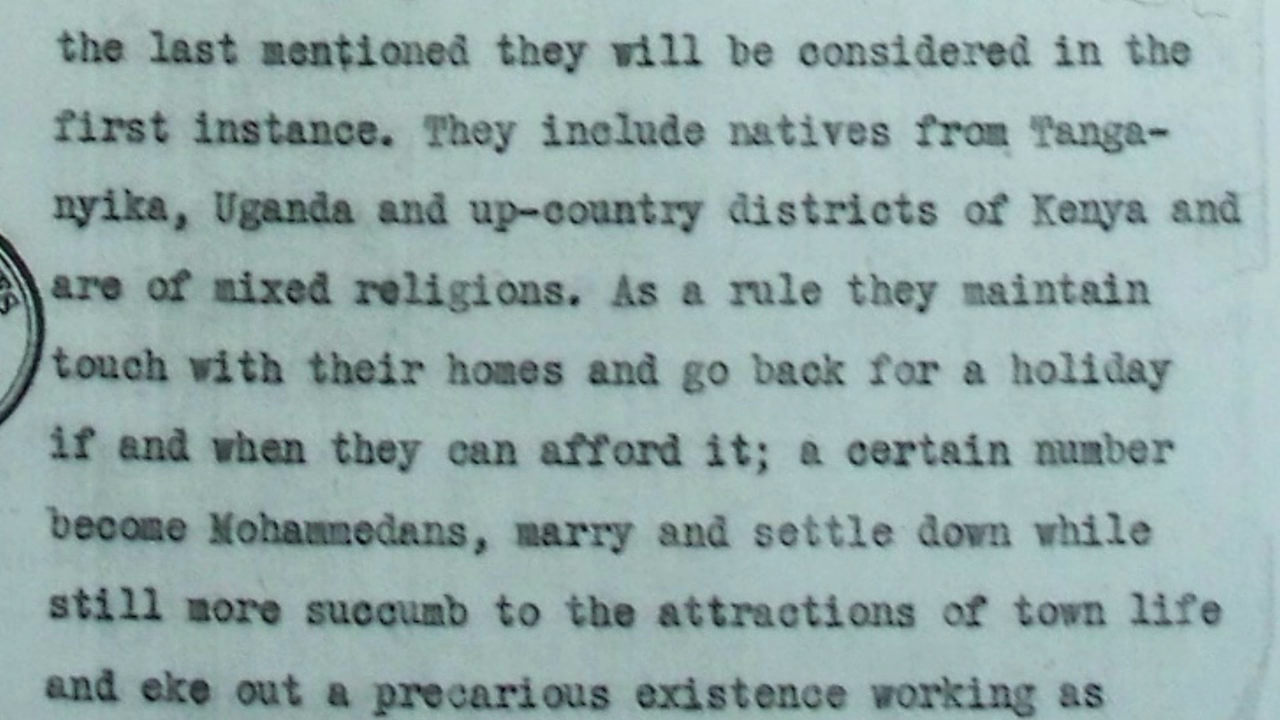 the last mentioned they will be considered in the
first instance. They include natives from Tanga-
nyika, Uganda and up-country districts of Kenya and
are of mixed religions. As a rule they maintain
touch with their homes and go back for a holiday
if and when they can afford it; a certain number
become Mohammedans, marry and settle down while
still more succumb to the attractions of town life
and eke out a precarious existence working as